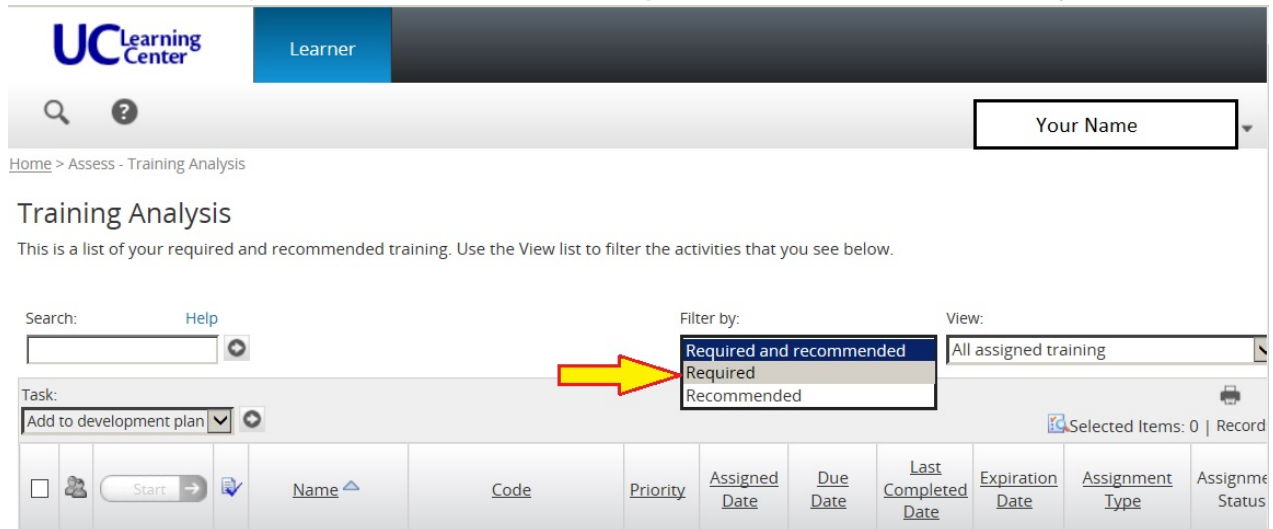 UC Learning Center
Learner
?
Your Name
Home > Assess - Training Analysis
Training Analysis
This is a list of your required and recommended training. Use the View list to filter the activities that you see below.
Search: Help Filter by: View:
Required and recommended All assigned training
Required
Recommended
Task:
Add to development plan Selected Items: 0 | Record
Start Name Code Priority Assigned Date Due Date Last Completed Date Expiration Date Assignment Type Assignme Status